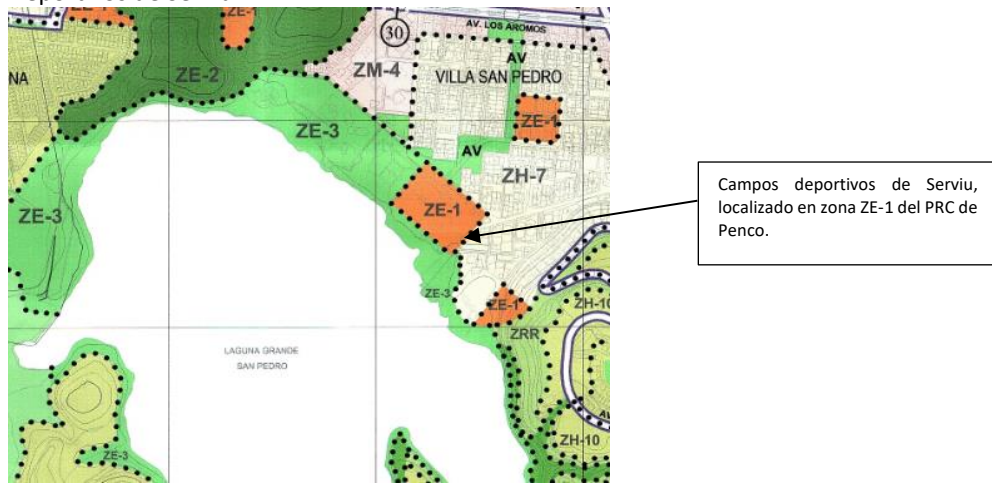 30
AV. LOS AROMOS
AV
ZE-2
ZM-4
VILLA SAN PEDRO
NA
ZE-1
ZE-3
AV
ZH-7
ZE-1
ZE-3
Campos deportivos de Serviu,
localizado en zona ZE-1 del PRC de
Penco.
ZE-3
ZE-1
ZH-10
ZRR
LAGUNA GRANDE
SAN PEDRO
AV
ZH-10
ZE-3